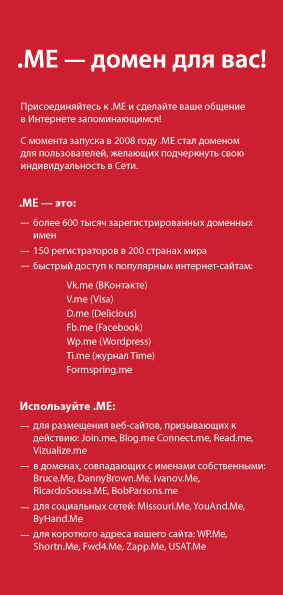 .ME — домен для вас!
Присоединяйтесь к .ME и сделайте ваше общение
в Интернете запоминающимся!
С момента запуска в 2008 году .ME стал доменом
для пользователей, желающих подчеркнуть свою
индивидуальность в Сети.
.ME — это:
— более 600 тысяч зарегистрированных доменных
имен
— 150 регистраторов в 200 странах мира
— быстрый доступ к популярным интернет-сайтам:
Vk.me (ВКонтакте)
V.me (Visa)
D.me (Delicious)
Fb.me (Facebook)
Wp.me (Wordpress)
Ti.me (журнал Time)
Formspring.me
Используйте .ME:
— для размещения веб-сайтов, призывающих к
действию: Join.me, Blog.me Connect.me, Read.me,
Vizualize.me
— в доменах, совпадающих с именами собственными:
Bruce.Me, DannyBrown.Me, Ivanov.Me,
RicardoSousa.ME, BobParsons.me
— для социальных сетей: Missouri.Me, YouAnd.Me,
ByHand.Me
— для короткого адреса вашего сайта: WP.Me,
Shortn.Me, Fwd4.Me, Zapp.Me, USAT.Me